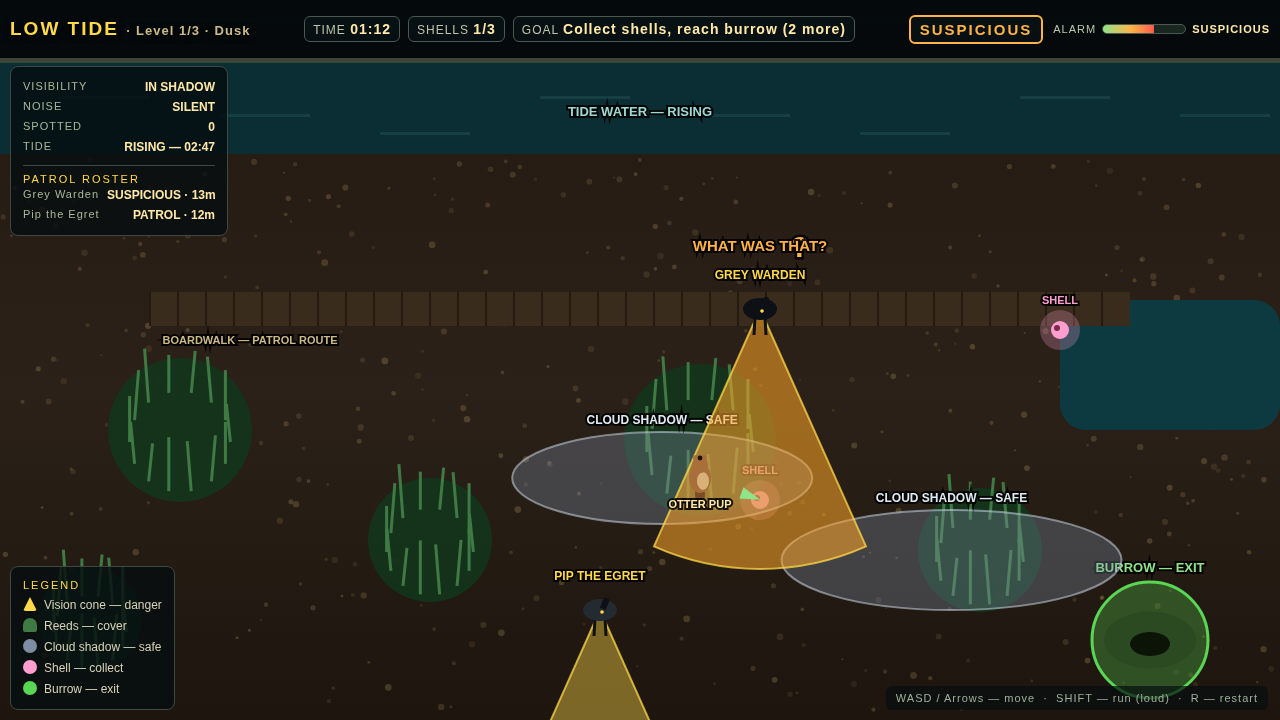 LOW TIDE · Level 1/3 · Dusk
TIME 01:12
SHELLS 1/3
GOAL Collect shells, reach burrow (2 more)
SUSPICIOUS
ALARM SUSPICIOUS
VISIBILITY IN SHADOW
NOISE SILENT
SPOTTED 0
TIDE RISING — 02:47
PATROL ROSTER
Grey Warden SUSPICIOUS · 13m
Pip the Egret PATROL · 12m
TIDE WATER — RISING
WHAT WAS THAT?
?
GREY WARDEN
SHELL
BOARDWALK — PATROL ROUTE
CLOUD SHADOW — SAFE
SHELL
OTTER PUP
CLOUD SHADOW — SAFE
BURROW — EXIT
PIP THE EGRET
LEGEND
Vision cone — danger
Reeds — cover
Cloud shadow — safe
Shell — collect
Burrow — exit
WASD / Arrows — move · SHIFT — run (loud) · R — restart